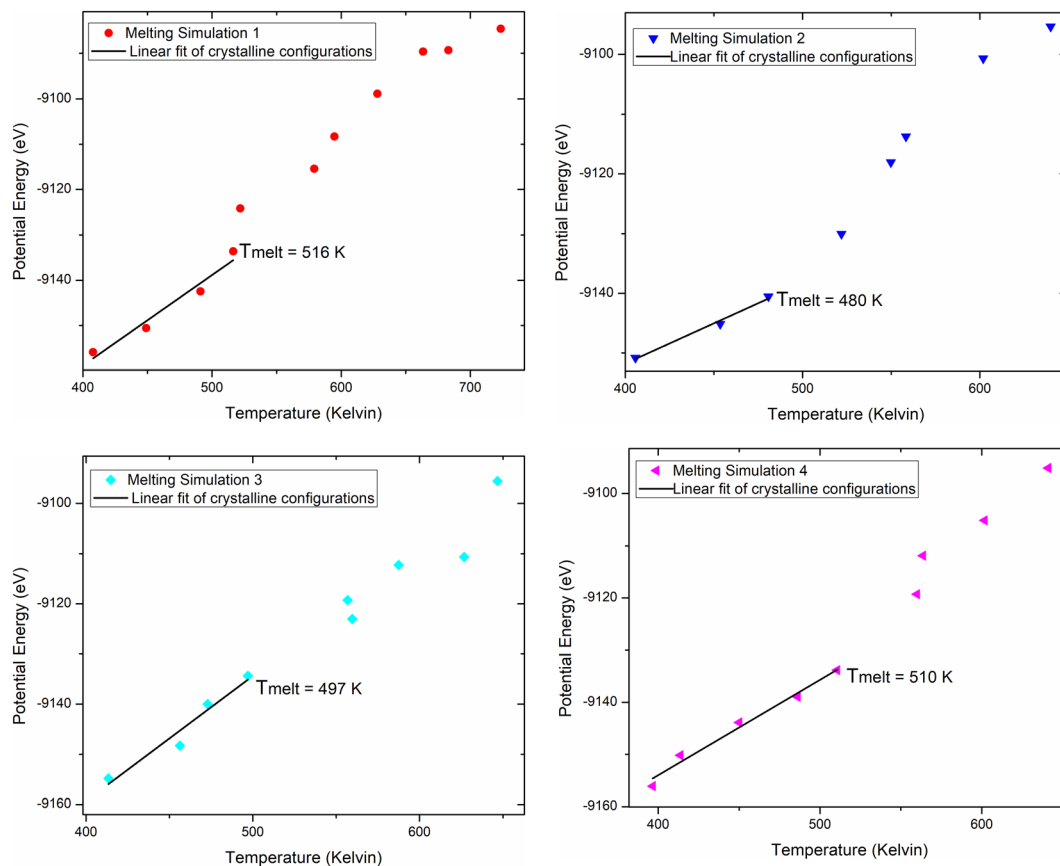 Melting Simulation 1
Linear fit of crystalline configurations
Potential Energy (eV)
-9100
-9120
-9140
Tmelt = 516 K
400 500 600 700
Temperature (Kelvin)
Melting Simulation 2
Linear fit of crystalline configurations
Potential Energy (eV)
-9100
-9120
-9140
Tmelt = 480 K
400 500 600
Temperature (Kelvin)
Melting Simulation 3
Linear fit of crystalline configurations
Potential Energy (eV)
-9100
-9120
-9140
-9160
Tmelt = 497 K
400 500 600
Temperature (Kelvin)
Melting Simulation 4
Linear fit of crystalline configurations
Potential Energy (eV)
-9100
-9120
-9140
-9160
Tmelt = 510 K
400 500 600
Temperature (Kelvin)